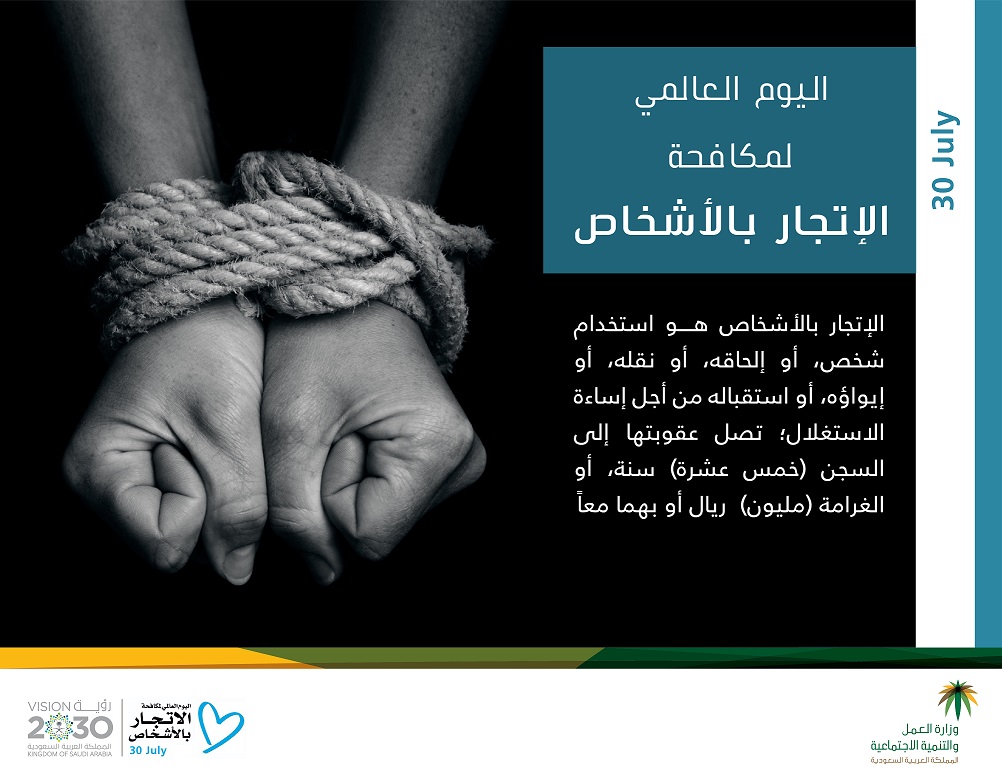 اليوم العالمي
لمكافحة
الإتجار بالأشخاص
30 July
الإتجار بالأشخاص هــو استخدام
شخص، أو إلحاقه، أو نقله، أو
إيواؤه، أو استقباله من أجل إساءة
الاستغلال؛ تصل عقوبتها إلى
السجن (خمس عشرة) سنة، أو
الغرامة (مليون) ريال أو بهما معاً
VISION رؤيــة
2030
المملكة العربية السعودية
KINGDOM OF SAUDI ARABIA
اليوم العالمي لمكافحة
الاتجار
بالأشخاص
30 July
وزارة العمل
والتنمية الاجتماعية
المملكة العربية السعودية